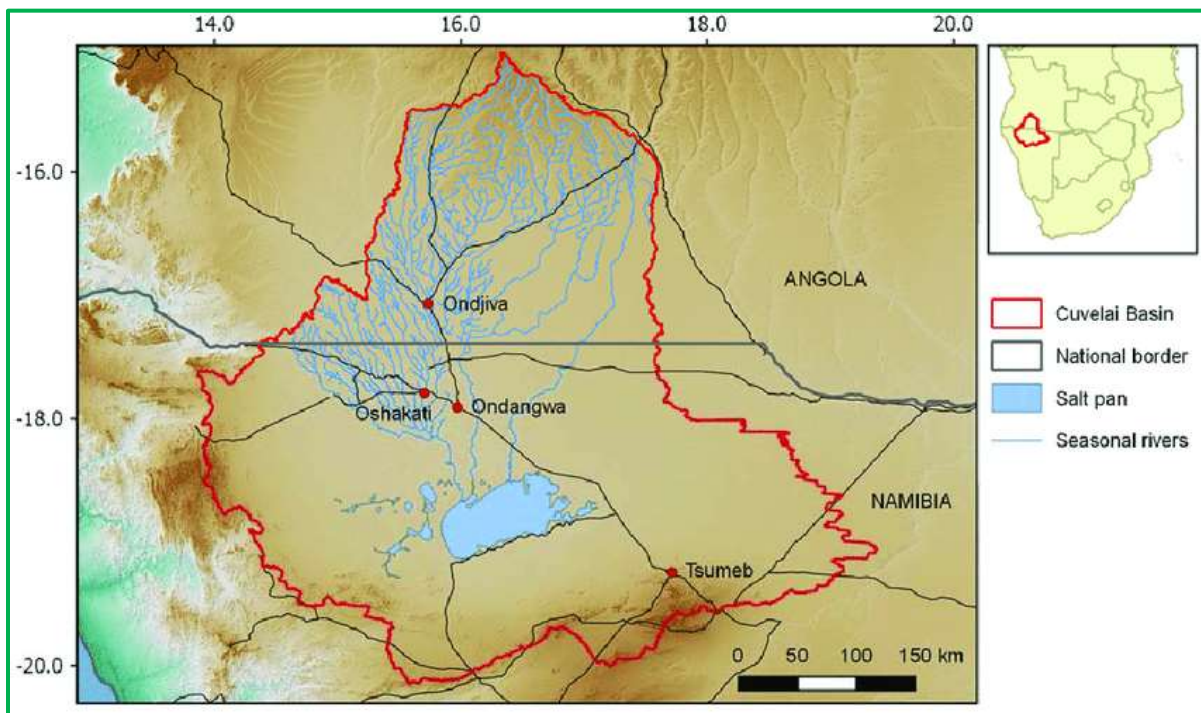 14.0 16.0 18.0 20.0
-16.0
-18.0
-20.0
ANGOLA
Ondjiva
Oshakati
Ondangwa
NAMIBIA
Tsumeb
0 50 100 150 km
Cuvelai Basin
National border
Salt pan
Seasonal rivers